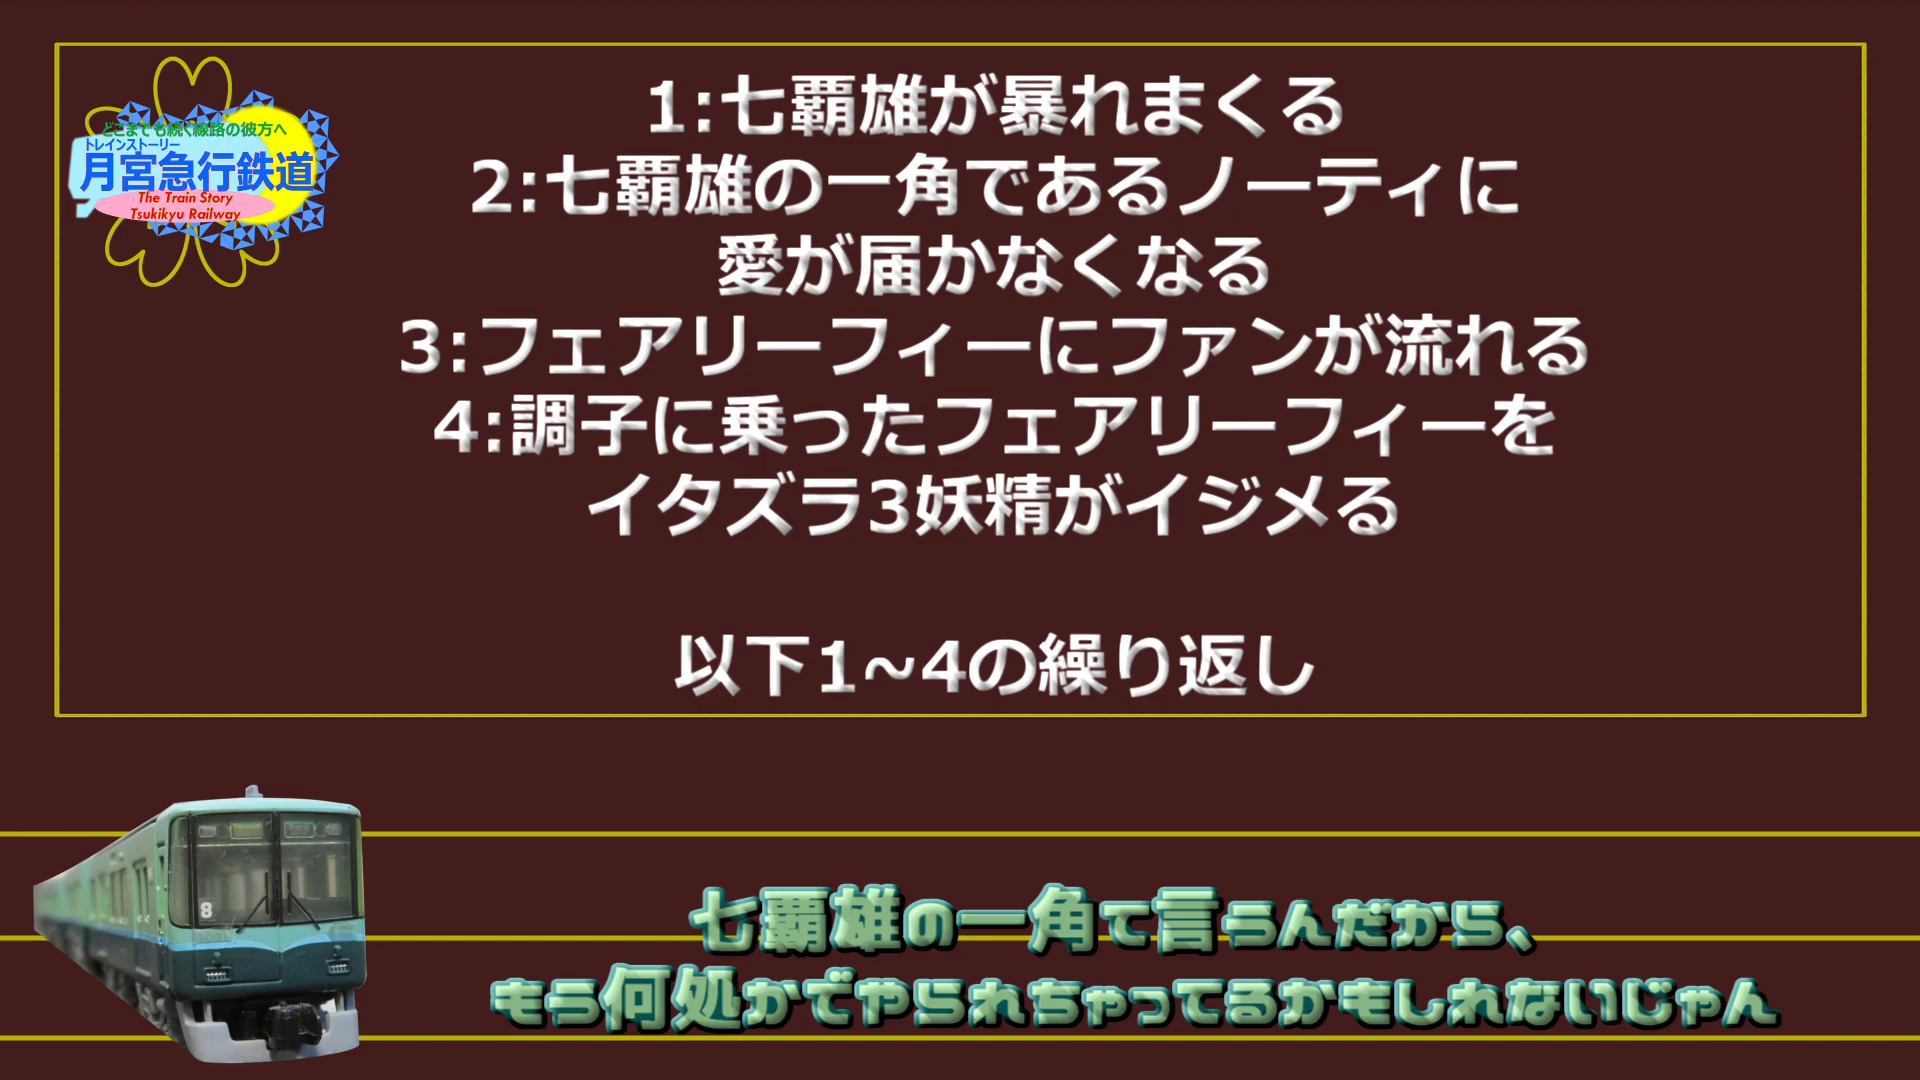 どこまでも続く線路の彼方へ
トレインストーリー
月宮急行鉄道
The Train Story
Tsukikyu Railway
1:七覇雄が暴れまくる
2:七覇雄の一角であるノーティに
愛が届かなくなる
3:フェアリーフィーにファンが流れる
4:調子に乗ったフェアリーフィーを
イタズラ3妖精がイジメる
以下1~4の繰り返し
8
七覇雄の一角て言うんだから、
もう何処かでやられちゃってるかもしれないじゃん